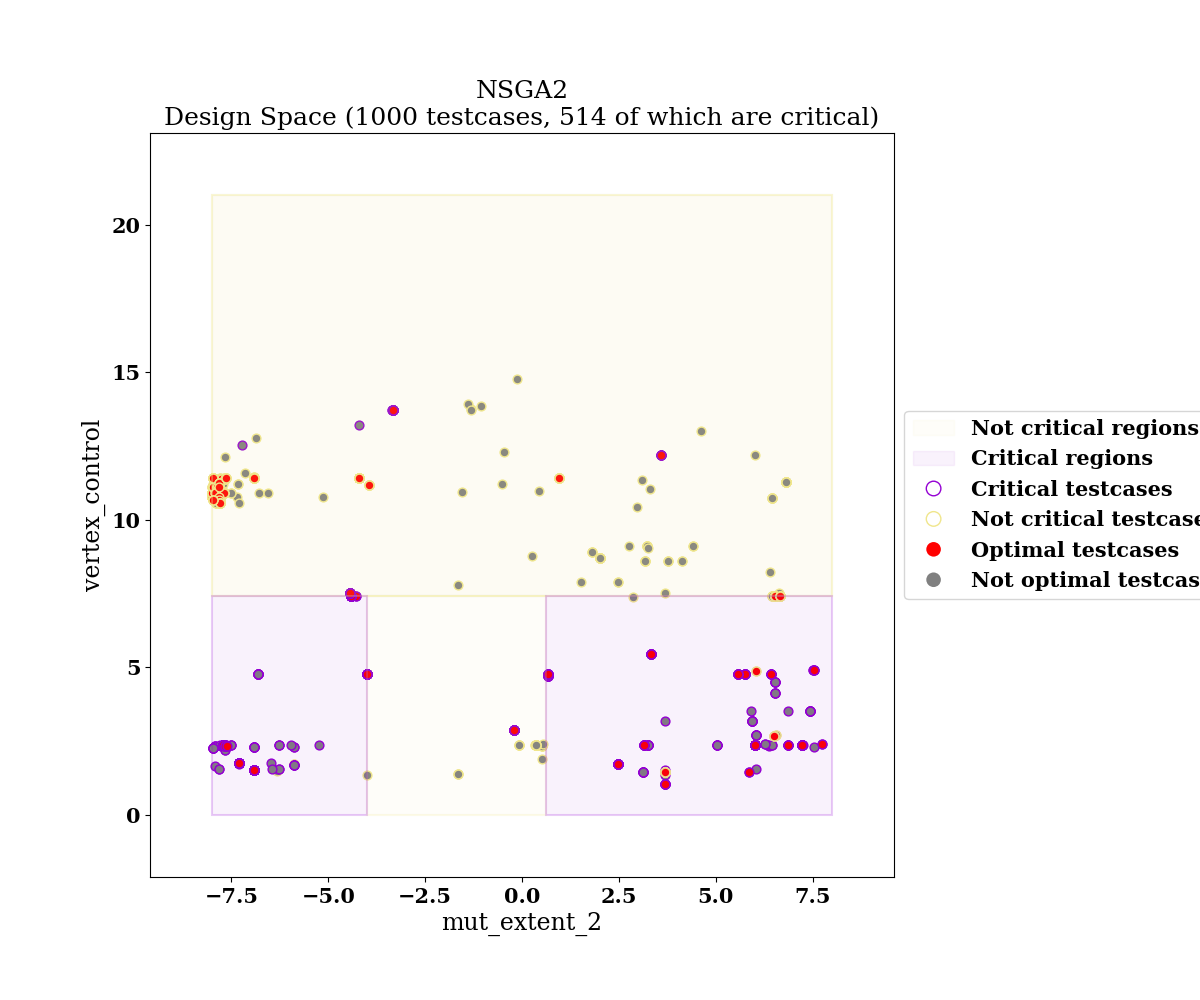 NSGA2
Design Space (1000 testcases, 514 of which are critical)
20
15
10
5
0
vertex_control
−7.5 −5.0 −2.5 0.0 2.5 5.0 7.5
mut_extent_2
Not critical regions
Critical regions
Critical testcases
Not critical testcase
Optimal testcases
Not optimal testcas